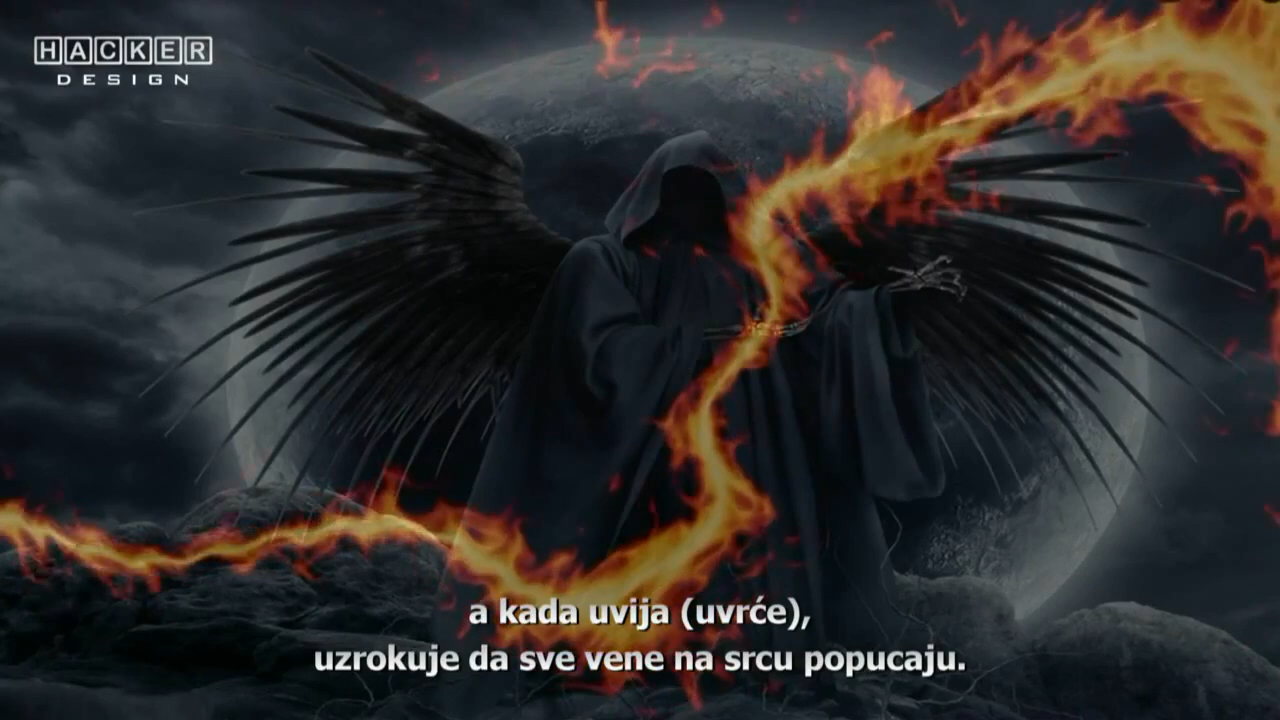 HACKER
DESIGN
a kada uvija (uvrće),
uzrokuje da sve vene na srcu popucaju.